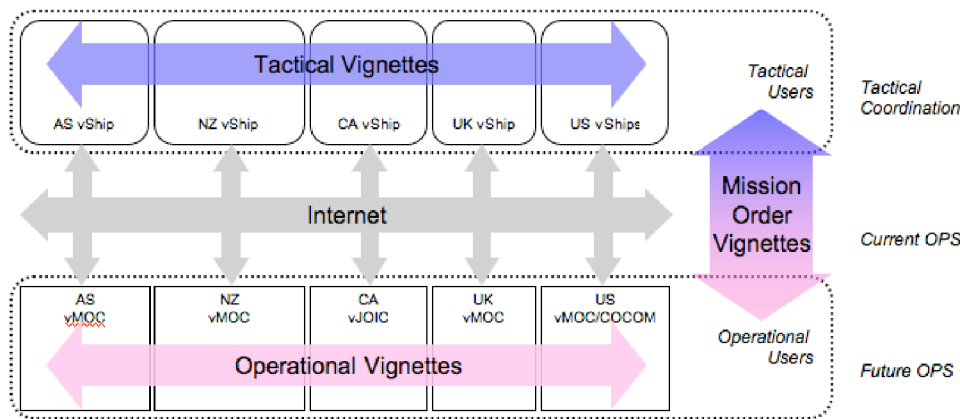 Tactical Vignettes
AS vShip
NZ vShip
CA vShip
UK vShip
US vShips
Tactical
Users
Tactical
Coordination
Internet
Mission
Order
Vignettes
Current OPS
AS
vMOC
NZ
vMOC
CA
vJOIC
UK
vMOC
US
vMOC/COCOM
Operational Vignettes
Operational
Users
Future OPS